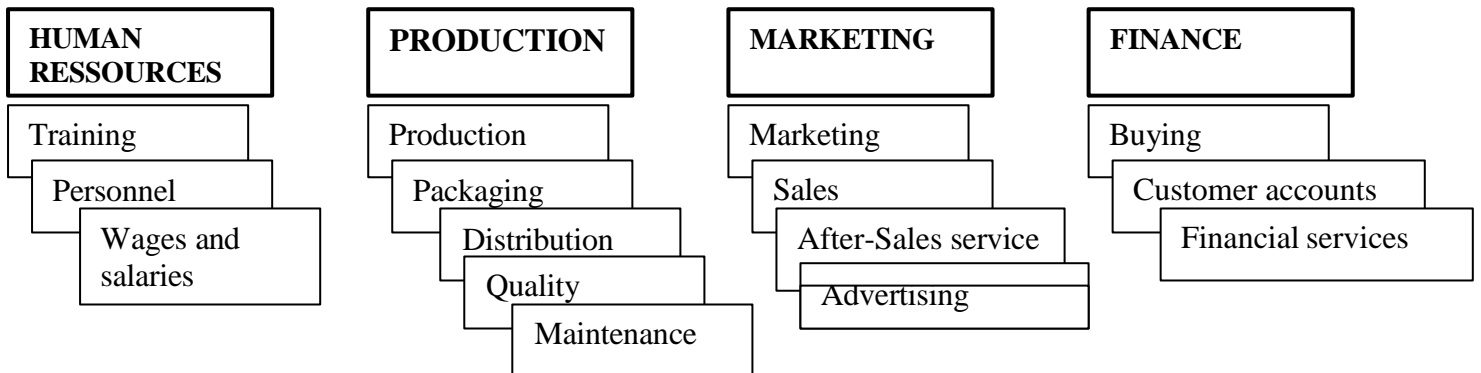 HUMAN
RESSOURCES
Training
Personnel
Wages and
salaries
PRODUCTION
Production
Packaging
Distribution
Quality
Maintenance
MARKETING
Marketing
Sales
After-Sales service
Advertising
FINANCE
Buying
Customer accounts
Financial services